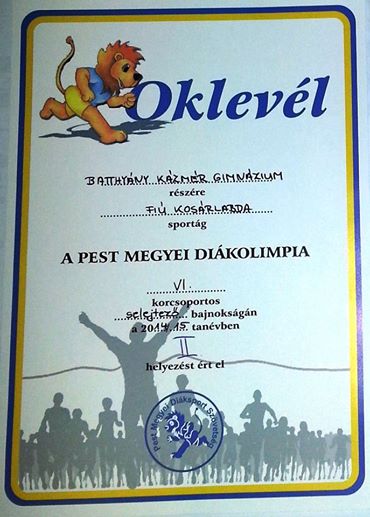 Oklevél
BATTHYÁNY KÁZMÉR GIMNÁZIUM
részére
FIÚ KOSÁRLABDA
sportág
A PEST MEGYEI DIÁKOLIMPIA
VI.
korcsoportos
selejtező bajnokságán
a 2014.15. tanévben
II
helyezést ért el
Pest Megyei Diáksport Szövetség